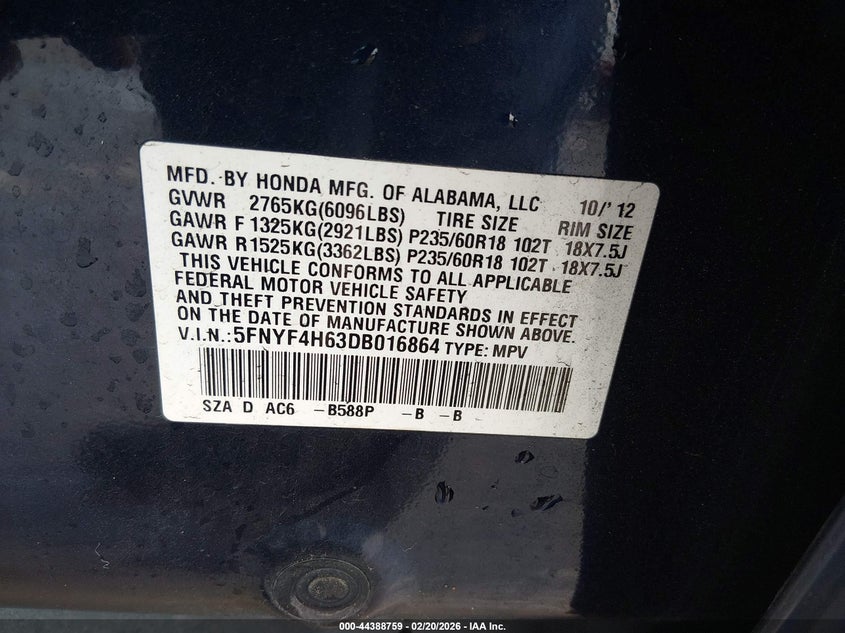 MFD. BY HONDA MFG. OF ALABAMA, LLC 10/'12
GVWR 2765KG(6096LBS) TIRE SIZE RIM SIZE
GAWR F 1325KG(2921LBS) P235/60R18 102T 18X7.5J
GAWR R 1525KG(3362LBS) P235/60R18 102T 18X7.5J
THIS VEHICLE CONFORMS TO ALL APPLICABLE
FEDERAL MOTOR VEHICLE SAFETY
AND THEFT PREVENTION STANDARDS IN EFFECT
ON THE DATE OF MANUFACTURE SHOWN ABOVE.
V.I.N.:5FNYF4H63DB016864 TYPE: MPV
SZA D AC6 -B588P -B -B
000-44388759 - 02/20/2026 - IAA Inc.